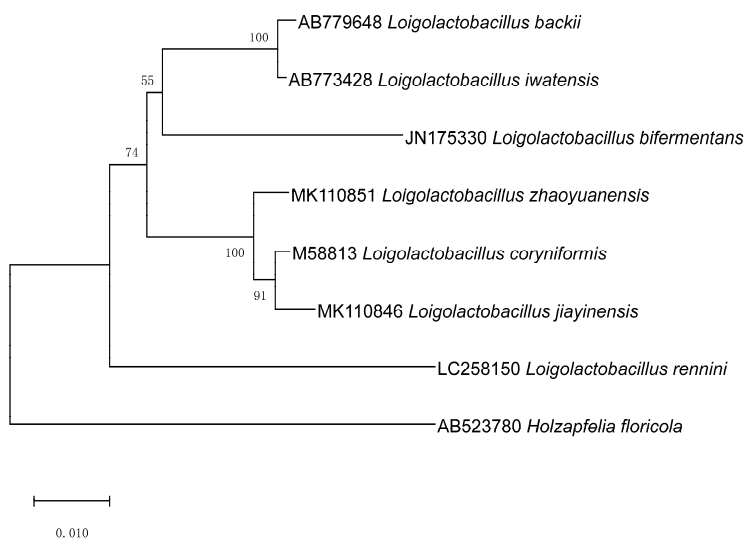 AB779648 Loigolactobacillus backii
100
AB773428 Loigolactobacillus iwatensis
55
JN175330 Loigolactobacillus bifermentans
74
MK110851 Loigolactobacillus zhaoyuanensis
100
M58813 Loigolactobacillus coryniformis
91
MK110846 Loigolactobacillus jiayinensis
LC258150 Loigolactobacillus rennini
AB523780 Holzapfelia floricola
0.010